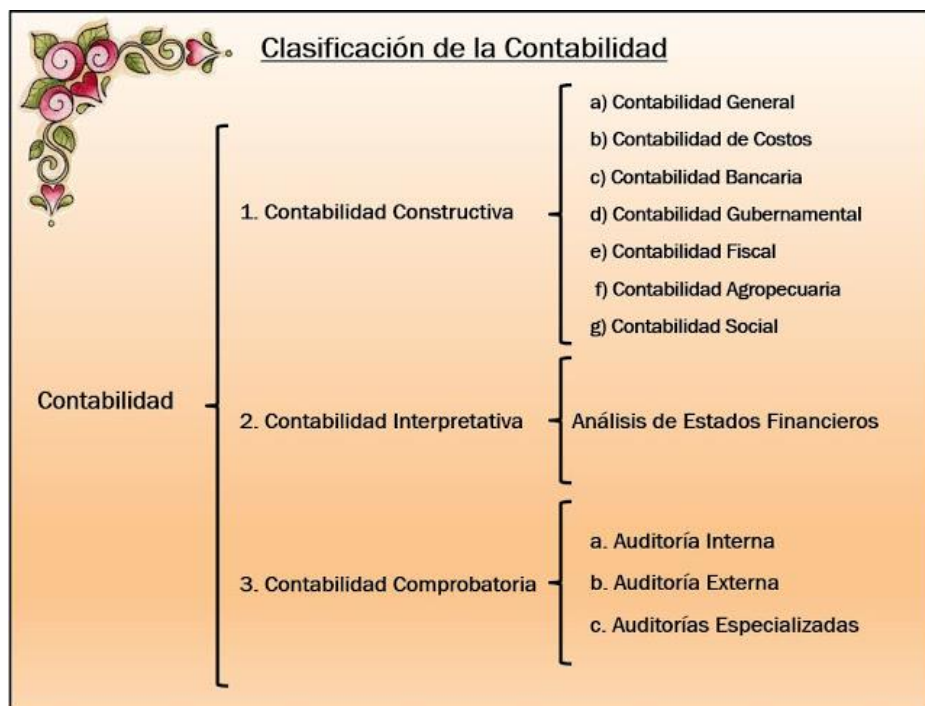 Clasificación de la Contabilidad
Contabilidad
1. Contabilidad Constructiva
a) Contabilidad General
b) Contabilidad de Costos
c) Contabilidad Bancaria
d) Contabilidad Gubernamental
e) Contabilidad Fiscal
f) Contabilidad Agropecuaria
g) Contabilidad Social
2. Contabilidad Interpretativa
Análisis de Estados Financieros
3. Contabilidad Comprobatoria
a. Auditoría Interna
b. Auditoría Externa
c. Auditorías Especializadas